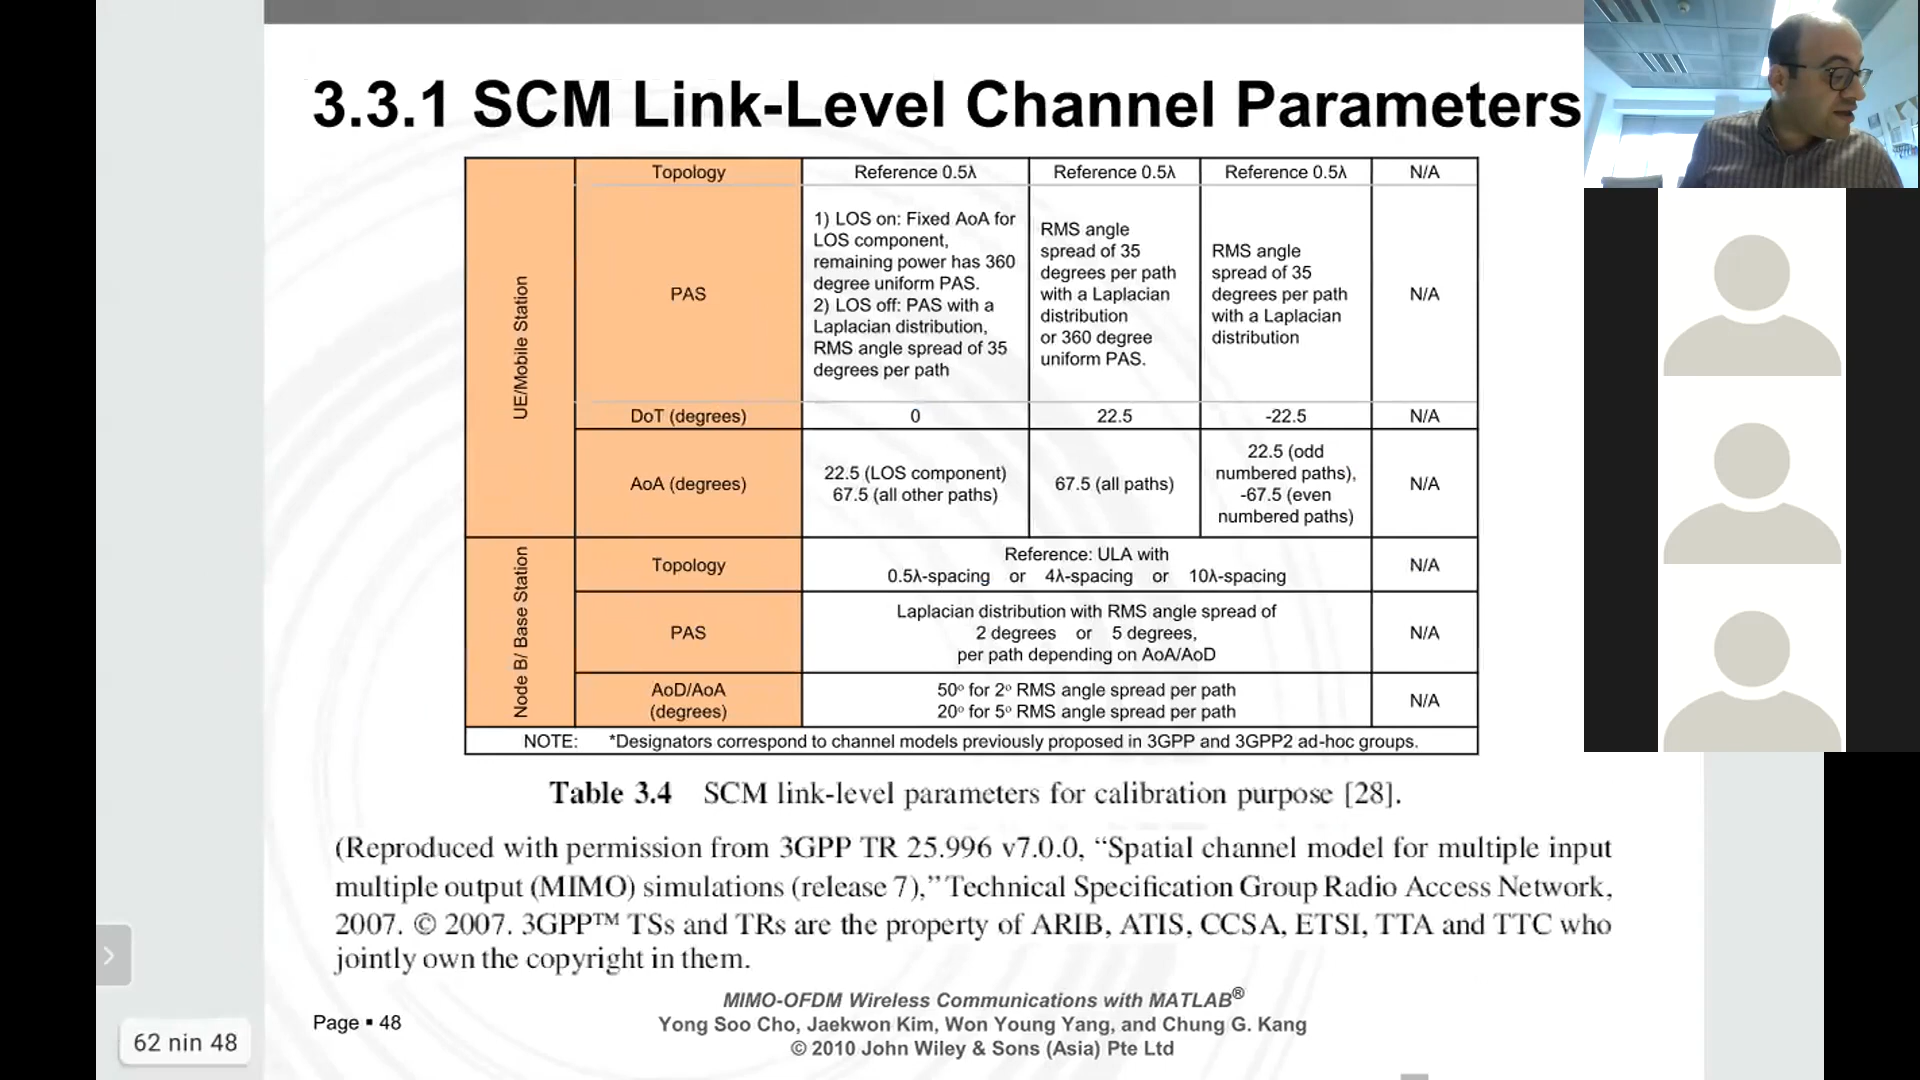 3.3.1 SCM Link-Level Channel Parameters
UE/Mobile Station
Topology
Reference 0.5λ
Reference 0.5λ
Reference 0.5λ
N/A
PAS
1) LOS on: Fixed AoA for
LOS component,
remaining power has 360
degree uniform PAS.
2) LOS off: PAS with a
Laplacian distribution,
RMS angle spread of 35
degrees per path
RMS angle
spread of 35
degrees per path
with a Laplacian
distribution
or 360 degree
uniform PAS.
RMS angle
spread of 35
degrees per path
with a Laplacian
distribution
N/A
DoT (degrees)
0
22.5
-22.5
N/A
AoA (degrees)
22.5 (LOS component)
67.5 (all other paths)
67.5 (all paths)
22.5 (odd
numbered paths),
-67.5 (even
numbered paths)
N/A
Node B/ Base Station
Topology
Reference: ULA with
0.5λ-spacing or 4λ-spacing or 10λ-spacing
N/A
PAS
Laplacian distribution with RMS angle spread of
2 degrees or 5 degrees,
per path depending on AoA/AoD
N/A
AoD/AoA
(degrees)
50º for 2º RMS angle spread per path
20º for 5º RMS angle spread per path
N/A
NOTE: *Designators correspond to channel models previously proposed in 3GPP and 3GPP2 ad-hoc groups.
Table 3.4 SCM link-level parameters for calibration purpose [28].
(Reproduced with permission from 3GPP TR 25.996 v7.0.0, “Spatial channel model for multiple input
multiple output (MIMO) simulations (release 7),” Technical Specification Group Radio Access Network,
2007. © 2007. 3GPP™ TSs and TRs are the property of ARIB, ATIS, CCSA, ETSI, TTA and TTC who
jointly own the copyright in them.
MIMO-OFDM Wireless Communications with MATLAB®
Page ▪ 48
Yong Soo Cho, Jaekwon Kim, Won Young Yang, and Chung G. Kang
© 2010 John Wiley & Sons (Asia) Pte Ltd
62 nin 48